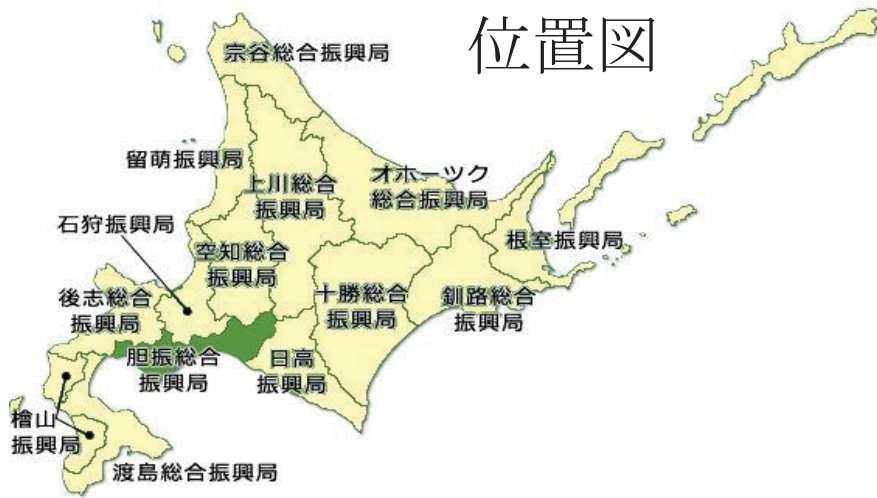 位置図
宗谷総合振興局
留萌振興局
上川総合
振興局
オホーツク
総合振興局
石狩振興局
空知総合
振興局
根室振興局
後志総合
振興局
十勝総合
振興局
釧路総合
振興局
胆振総合
振興局
日高
振興局
檜山
振興局
渡島総合振興局